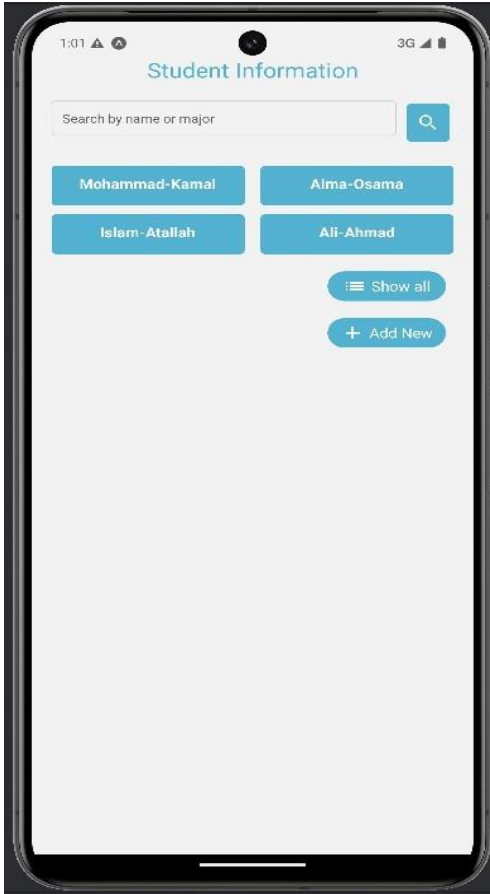 1:01 3G
Student Information
Search by name or major
Mohammad-Kamal Alma-Osama
Islam-Atallah Ali-Ahmad
Show all
+ Add New